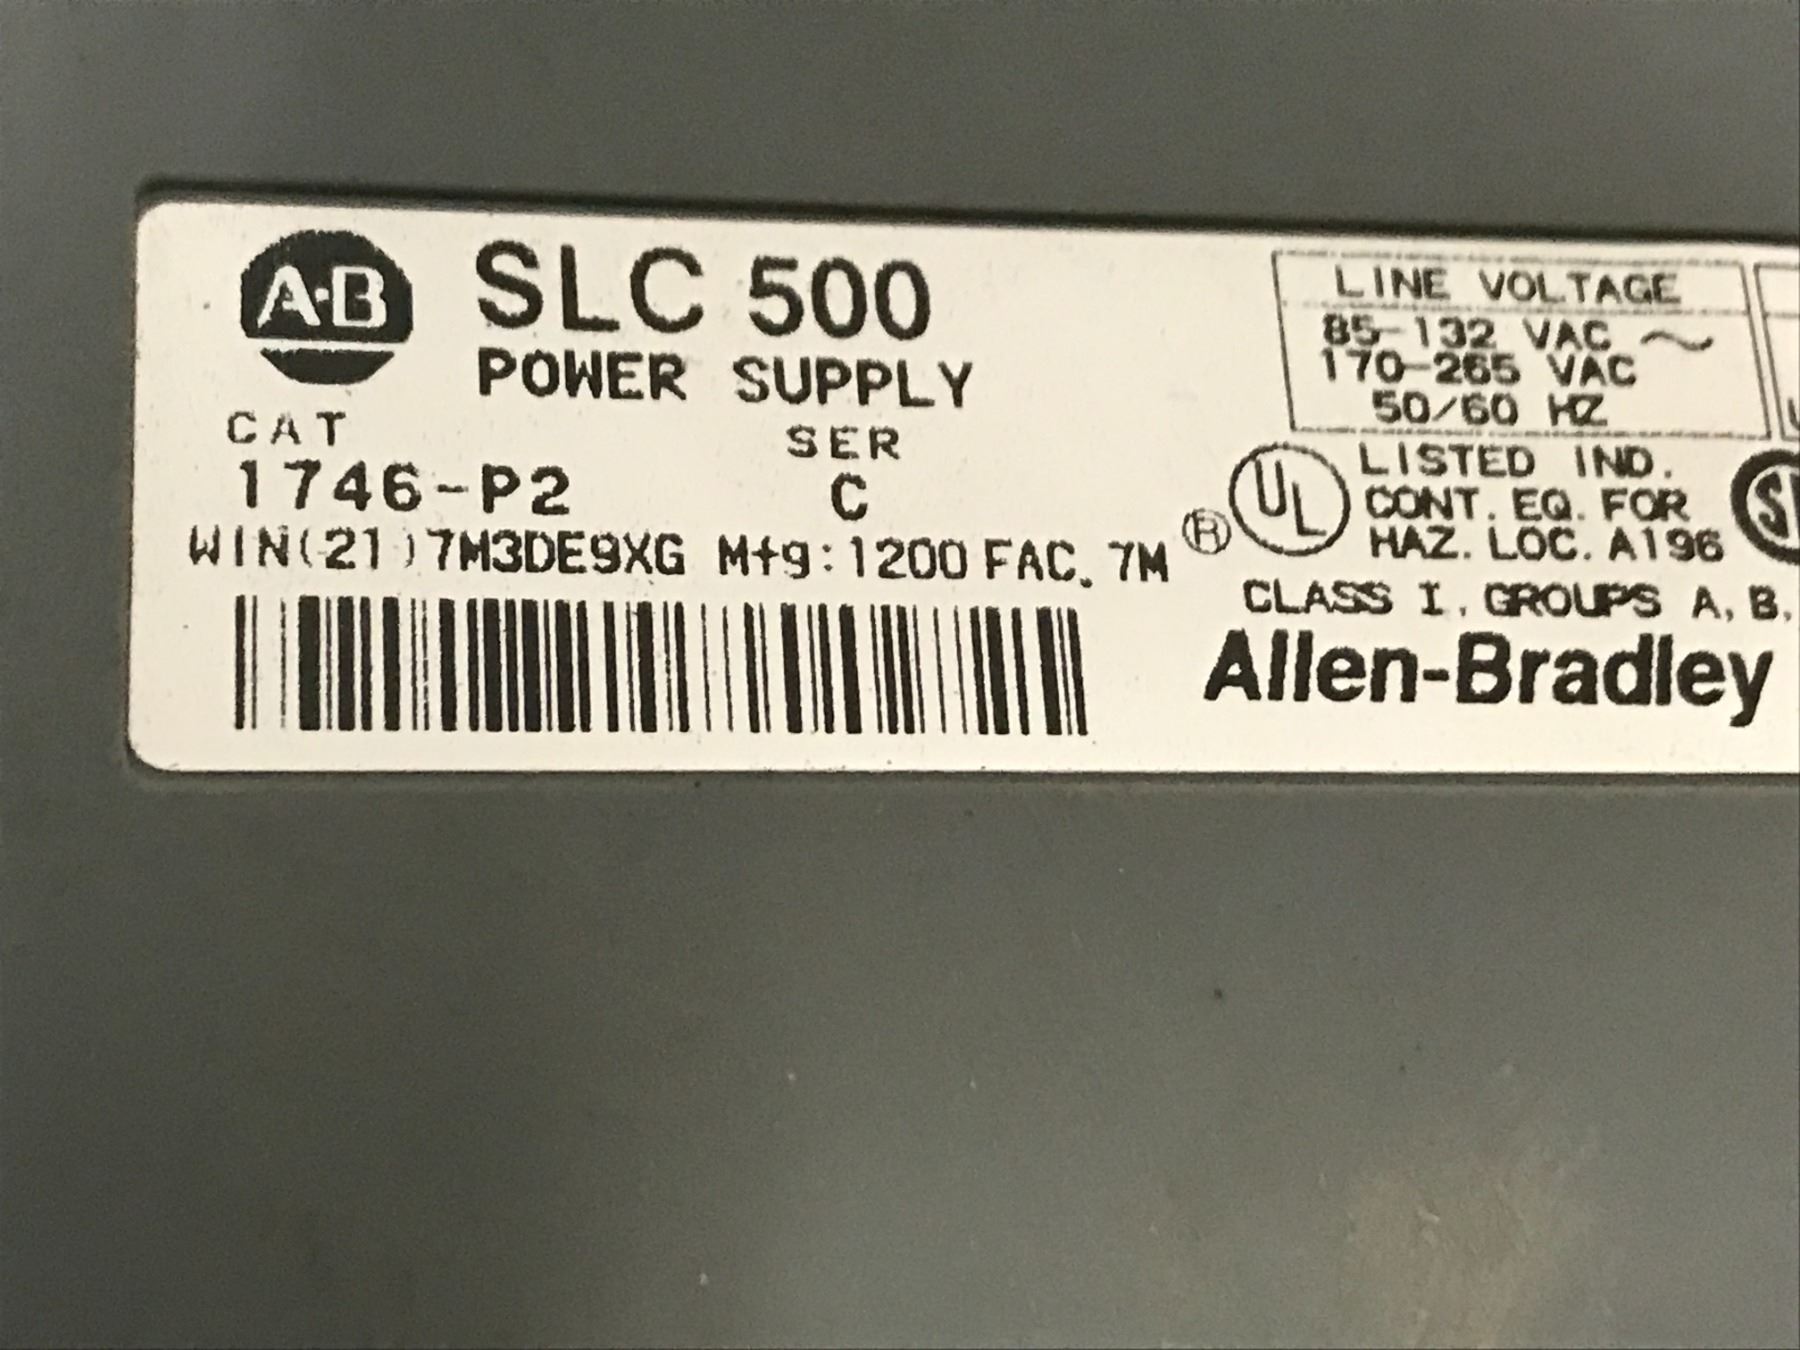 A-B
SLC 500
POWER SUPPLY
CAT
SER
1746-P2
C
WIN(21)7M3DE9XG Mfg:1200 FAC. 7M
LINE VOLTAGE
85-132 VAC ~
170-265 VAC
50/60 HZ
UL ®
LISTED IND.
CONT. EQ. FOR
HAZ. LOC. A196
CLASS I, GROUPS A, B,
Allen-Bradley